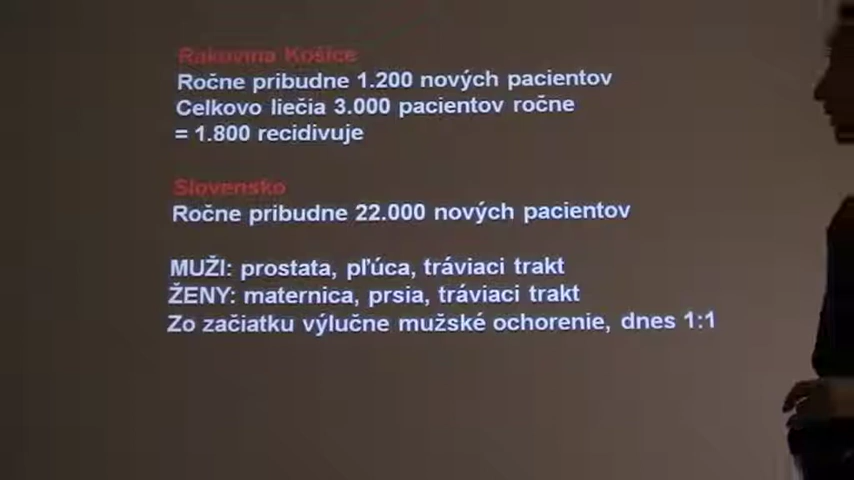 Rakovina Košice
Ročne pribudne 1.200 nových pacientov
Celkovo liečia 3.000 pacientov ročne
= 1.800 recidivuje
Slovensko
Ročne pribudne 22.000 nových pacientov
MUŽI: prostata, pľúca, tráviaci trakt
ŽENY: maternica, prsia, tráviaci trakt
Zo začiatku výlučne mužské ochorenie, dnes 1:1